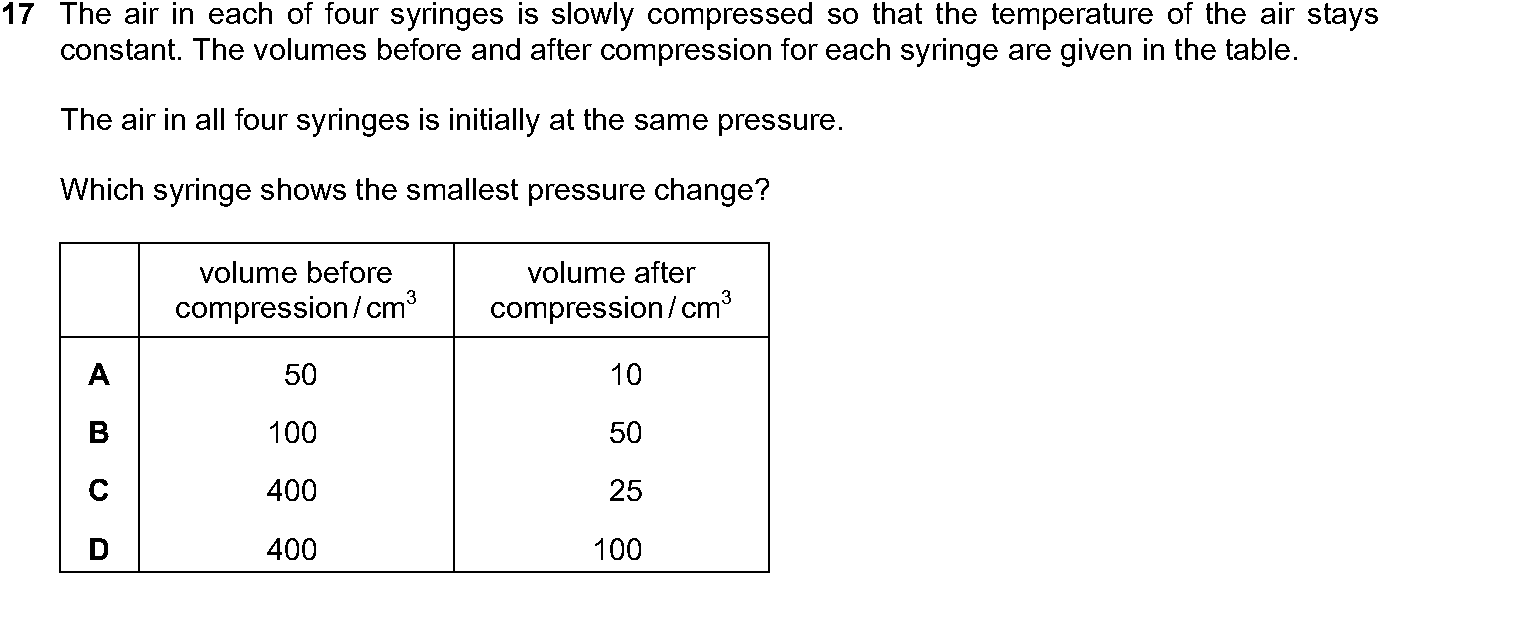 17 The air in each of four syringes is slowly compressed so that the temperature of the air stays
constant. The volumes before and after compression for each syringe are given in the table.
The air in all four syringes is initially at the same pressure.
Which syringe shows the smallest pressure change?
volume before compression / cm³ volume after compression / cm³
A 50 10
B 100 50
C 400 25
D 400 100